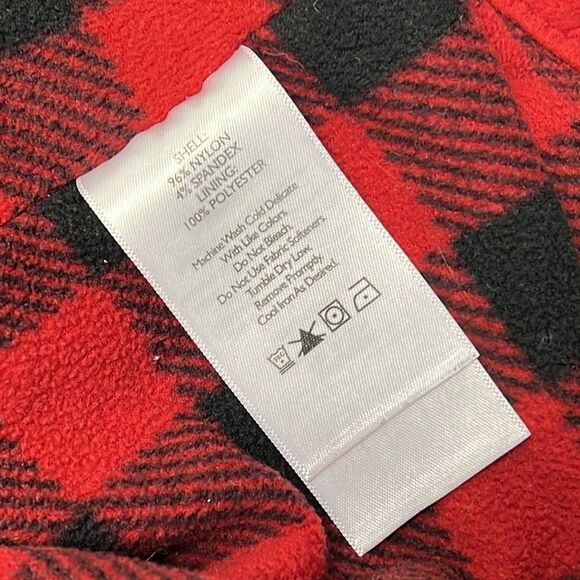 SHELL:
96% NYLON
4% SPANDEX
LINING:
100% POLYESTER
Machine Wash Cold Delicate
With Like Colors.
Do Not Bleach.
Do Not Use Fabric Softeners
Tumble Dry Low.
Remove Promptly.
Cool Iron As Desired.